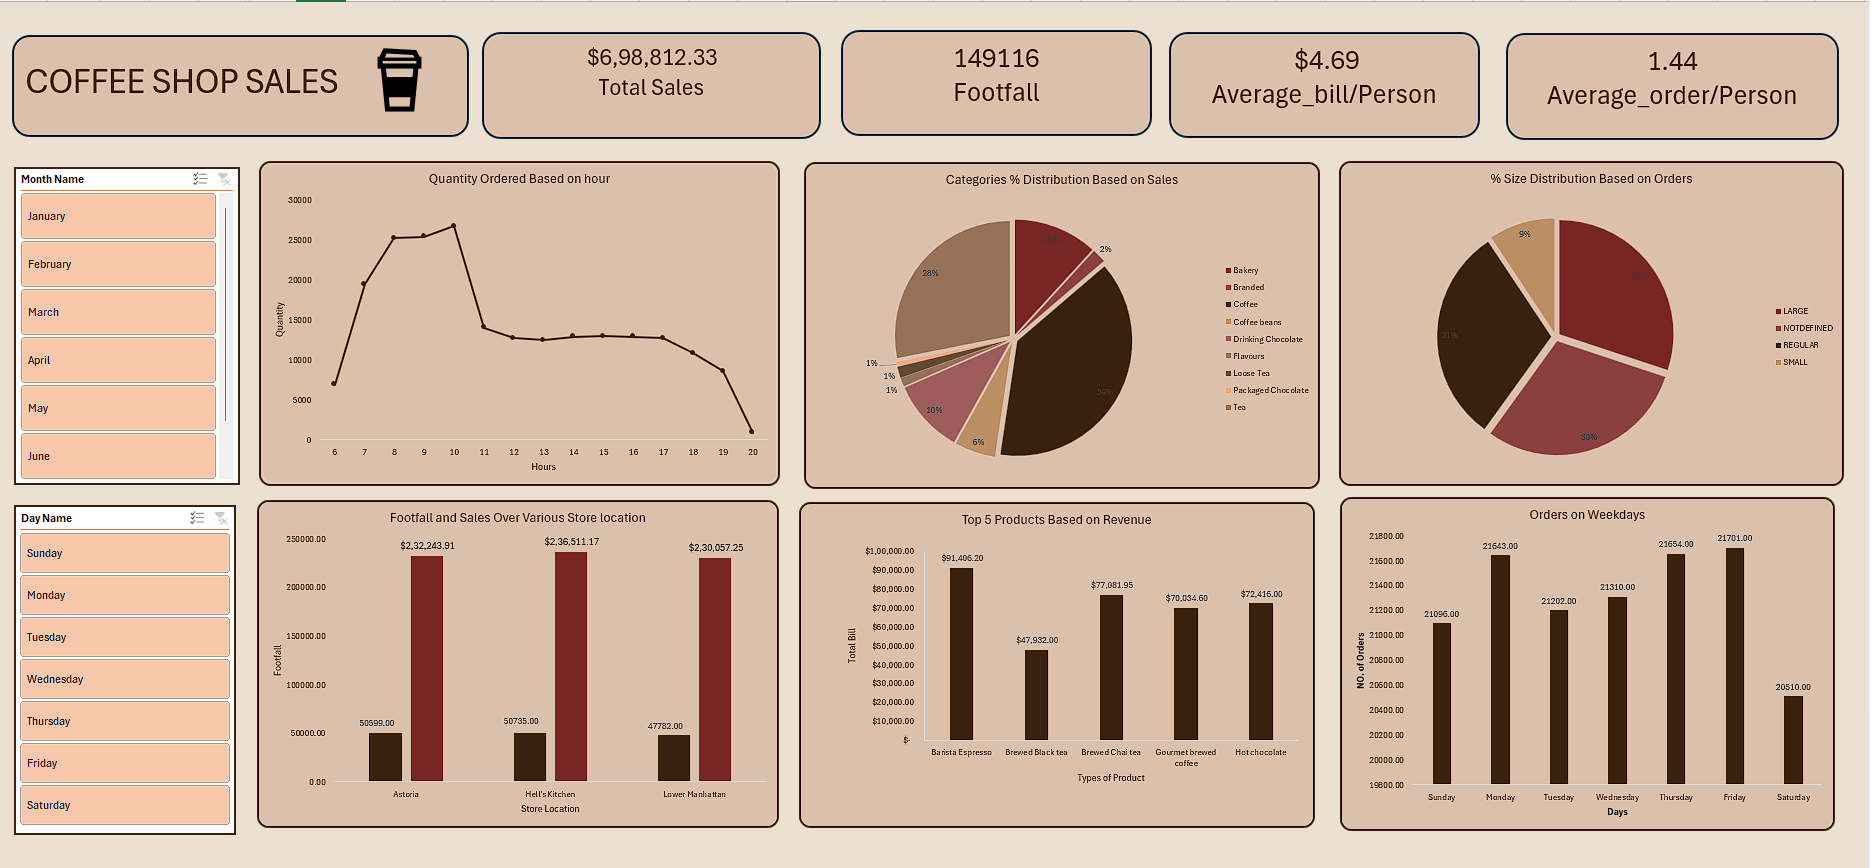 COFFEE SHOP SALES
$6,98,812.33
Total Sales
149116
Footfall
$4.69
Average_bill/Person
1.44
Average_order/Person
Month Name
January
February
March
April
May
June
Quantity Ordered Based on hour
30000
25000
20000
15000
10000
5000
0
Quantity
6 7 8 9 10 11 12 13 14 15 16 17 18 19 20
Hours
Categories % Distribution Based on Sales
2%
28%
1%
1%
1%
39%
10%
6%
Bakery
Branded
Coffee
Coffee beans
Drinking Chocolate
Flavours
Loose Tea
Packaged Chocolate
Tea
% Size Distribution Based on Orders
9%
31%
30%
LARGE
NOTDEFINED
REGULAR
SMALL
Day Name
Sunday
Monday
Tuesday
Wednesday
Thursday
Friday
Saturday
Footfall and Sales Over Various Store location
250000.00
200000.00
150000.00
100000.00
50000.00
0.00
Footfall
$2,32,243.91
$2,36,511.17
$2,30,057.25
50599.00
50735.00
47782.00
Astoria Hell's Kitchen Lower Manhattan
Store Location
Top 5 Products Based on Revenue
$1,00,000.00
$90,000.00
$80,000.00
$70,000.00
$60,000.00
$50,000.00
$40,000.00
$30,000.00
$20,000.00
$10,000.00
$-
Total Bill
$91,406.20
$47,932.00
$77,081.95
$70,034.60
$72,416.00
Barista Espresso Brewed Black tea Brewed Chai tea Gourmet brewed coffee Hot chocolate
Types of Product
Orders on Weekdays
21800.00
21600.00
21400.00
21200.00
21000.00
20800.00
20600.00
20400.00
20200.00
20000.00
19800.00
NO. of Orders
21096.00
21643.00
21202.00
21310.00
21654.00
21701.00
20510.00
Sunday Monday Tuesday Wednesday Thursday Friday Saturday
Days